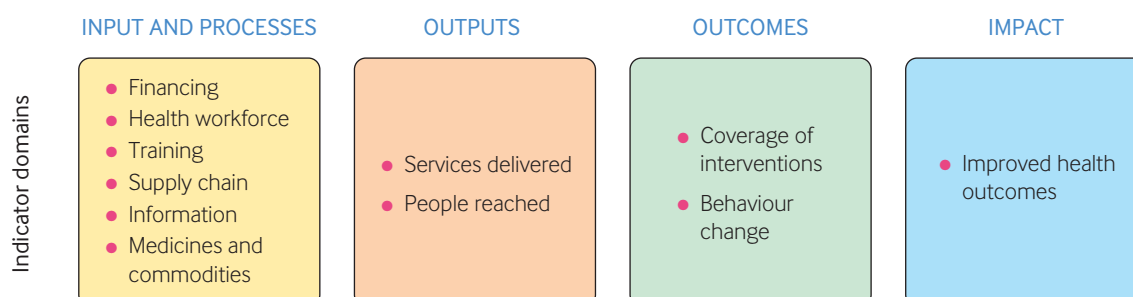 INPUT AND PROCESSES
OUTPUTS
OUTCOMES
IMPACT
Indicator domains
Financing
Health workforce
Training
Supply chain
Information
Medicines and
commodities
Services delivered
People reached
Coverage of
interventions
Behaviour
change
Improved health
outcomes